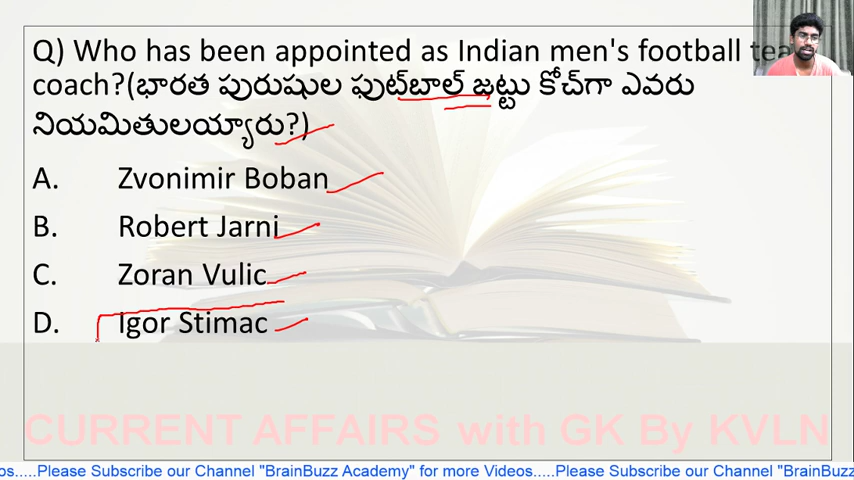 Q) Who has been appointed as Indian men's football tea
coach?(భారత పురుషుల ఫుట్‌బాల్ జట్టు కోచ్‌గా ఎవరు
నియమితులయ్యారు?)
A. Zvonimir Boban
B. Robert Jarni
C. Zoran Vulic
D. Igor Stimac
CURRENT AFFAIRS with GK By KVLN
os.....Please Subscribe our Channel "BrainBuzz Academy" for more Videos.....Please Subscribe our Channel "BrainBuzz